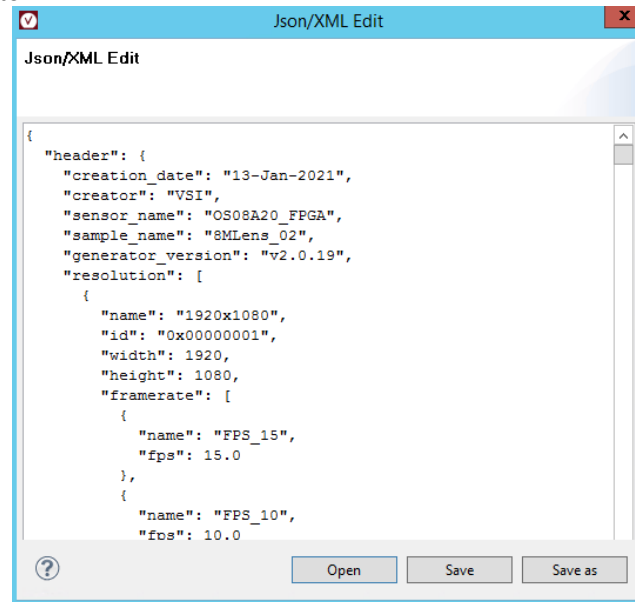 Json/XML Edit
x
Json/XML Edit
{
  "header": {
    "creation_date": "13-Jan-2021",
    "creator": "VSI",
    "sensor_name": "OS08A20_FPGA",
    "sample_name": "8MLens_02",
    "generator_version": "v2.0.19",
    "resolution": [
      {
        "name": "1920x1080",
        "id": "0x00000001",
        "width": 1920,
        "height": 1080,
        "framerate": [
          {
            "name": "FPS_15",
            "fps": 15.0
          },
          {
            "name": "FPS_10",
            "fps": 10.0
? Open Save Save as